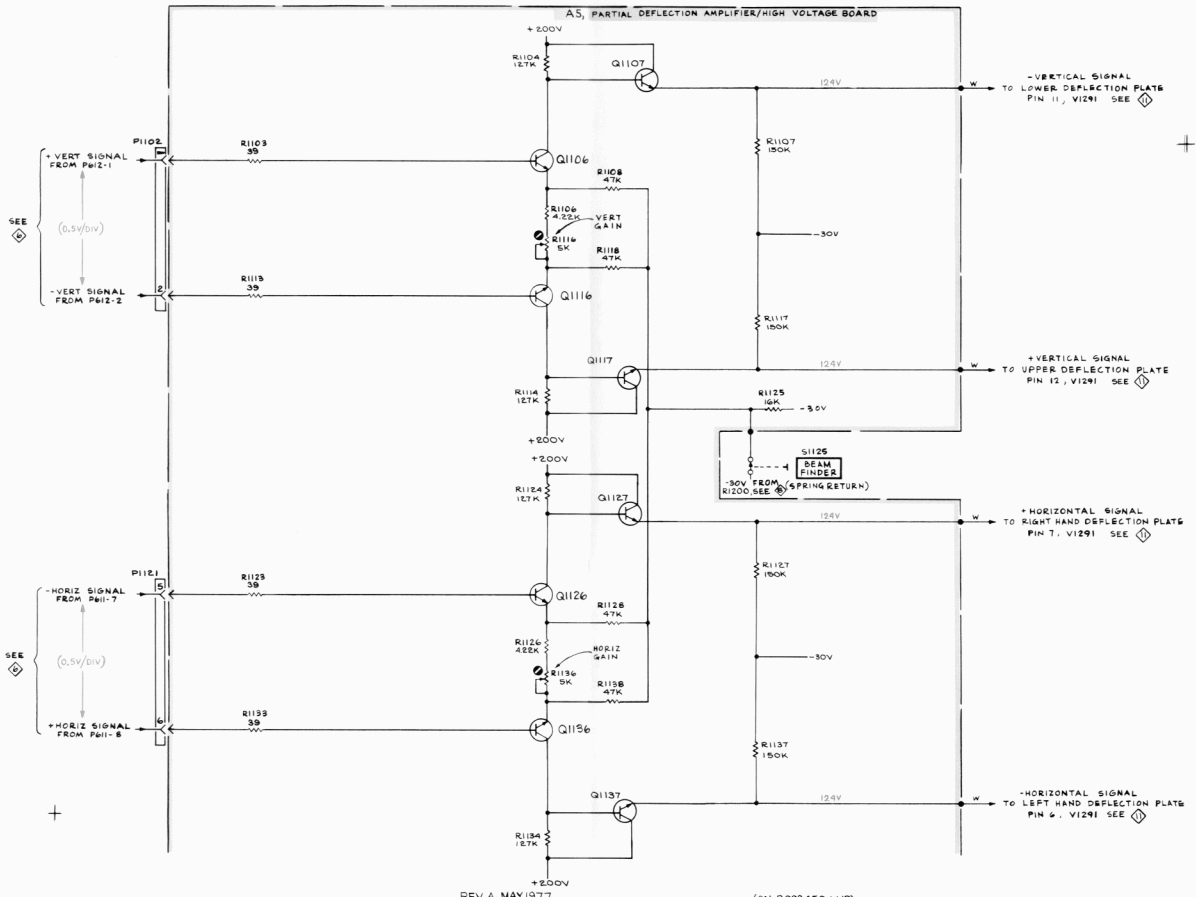 A5, PARTIAL DEFLECTION AMPLIFIER/HIGH VOLTAGE BOARD
+200V
R1104
127K
Q1107
124V
W
-VERTICAL SIGNAL
TO LOWER DEFLECTION PLATE
PIN 11, V1291 SEE 11
P1102
+ VERT SIGNAL
FROM P612-1
R1103
39
Q1106
R1107
150K
R1108
47K
R1106
4.22K
VERT
GAIN
R1116
5K
SEE
6
(0.5V/DIV)
-30V
R1118
47K
-VERT SIGNAL
FROM P612-2
2
R1113
39
Q1116
R1117
150K
Q1117
124V
W
+VERTICAL SIGNAL
TO UPPER DEFLECTION PLATE
PIN 12, V1291 SEE 11
R1114
127K
R1125
16K
-30V
+200V
+200V
S1125
BEAM
FINDER
-30V FROM
R1200, SEE
(SPRING RETURN)
R1124
127K
Q1127
124V
W
+HORIZONTAL SIGNAL
TO RIGHT HAND DEFLECTION PLATE
PIN 7, V1291 SEE 11
P1121
-HORIZ SIGNAL
FROM P611-7
5
R1123
39
Q1126
R1127
150K
R1128
47K
R1126
4.22K
HORIZ
GAIN
R1136
5K
SEE
6
(0.5V/DIV)
-30V
R1138
47K
+HORIZ SIGNAL
FROM P611-8
6
R1133
39
Q1136
R1137
150K
Q1137
124V
W
-HORIZONTAL SIGNAL
TO LEFT HAND DEFLECTION PLATE
PIN 6, V1291 SEE 11
R1134
127K
+200V
REV A MAY 1977